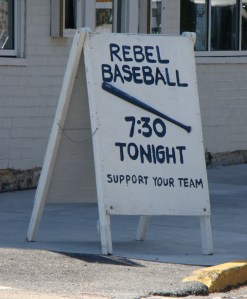 REBEL
BASEBALL
7:30
TONIGHT
SUPPORT YOUR TEAM